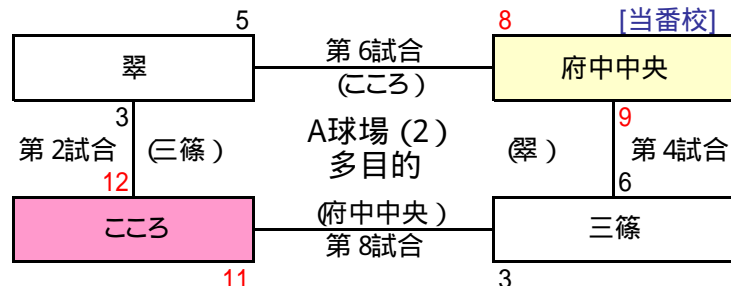 5
8
[当番校]
翠
第6試合
府中中央
(こころ)
3
9
第2試合
(三篠)
A球場(2)
多目的
(翠)
第4試合
12
6
こころ
(府中中央)
三篠
第8試合
11
3